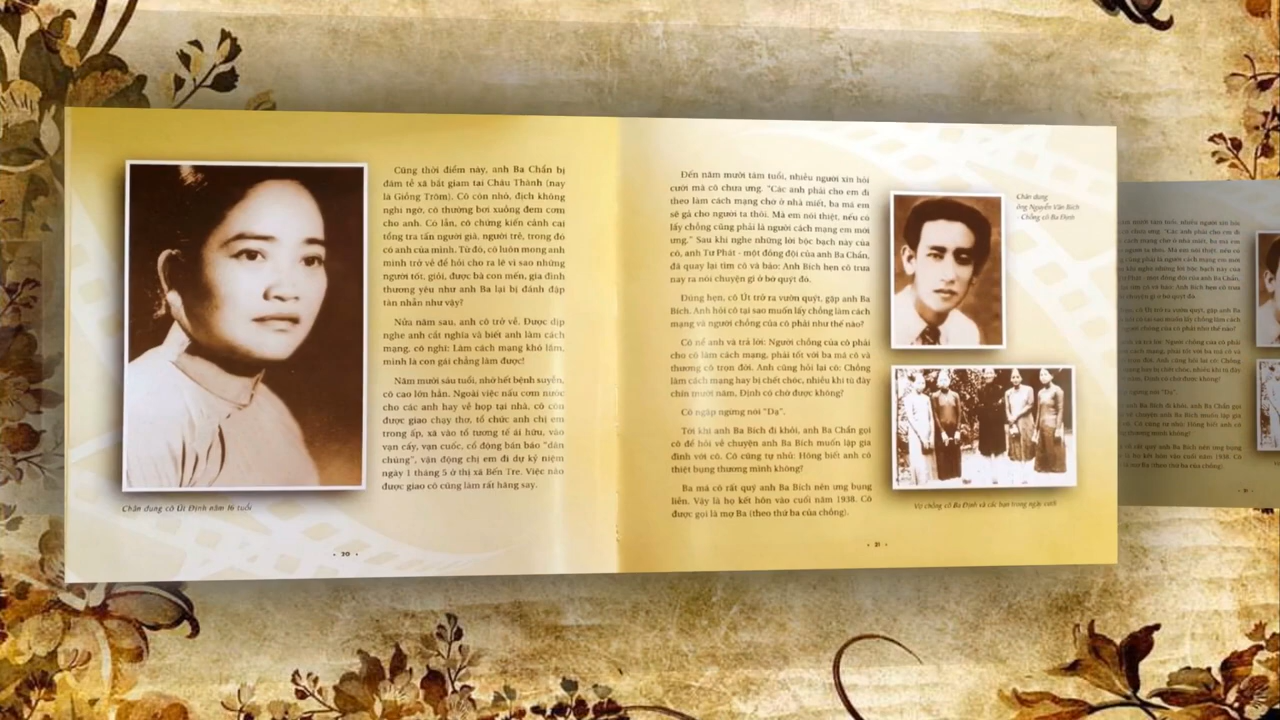 Cũng thời điểm này, anh Ba Chẩn bị
đám tề xã bắt giam tại Châu Thành (nay
là Giồng Trôm). Cô còn nhỏ, địch không
nghi ngờ, cô thường bơi xuồng đem cơm
cho anh. Có lần, cô chứng kiến cảnh cai
tổng tra tấn người già, người trẻ, trong đó
có anh của mình. Từ đó, cô luôn mong anh
mình trở về để hỏi cho ra lẽ vì sao những
người tốt, giỏi, được bà con mến, gia đình
thương yêu như anh Ba lại bị đánh đập
tàn nhẫn như vậy?
Nửa năm sau, anh cô trở về. Được dịp
nghe anh cắt nghĩa và biết anh làm cách
mạng, cô nghĩ: Làm cách mạng khó lắm,
mình là con gái chẳng làm được!
Năm mười sáu tuổi, nhờ hết bệnh suyễn,
cô cao lớn hẳn. Ngoài việc nấu cơm nước
cho các anh hay về họp tại nhà, cô còn
được giao chạy thơ, tổ chức anh chị em
trong ấp, xã vào tổ tương tế ái hữu, vào
vạn cấy, vạn cuốc, cổ động bán báo "dân
chúng", vận động chị em đi dự kỷ niệm
ngày 1 tháng 5 ở thị xã Bến Tre. Việc nào
được giao cô cũng làm rất hăng say.
Chân dung cô Út Định năm 16 tuổi
• 20 •
Đến năm mười tám tuổi, nhiều người xin hỏi
cưới mà cô chưa ưng. "Các anh phải cho em đi
theo làm cách mạng chớ ở nhà miết, ba má em
sẽ gả cho người ta thôi. Mà em nói thiệt, nếu có
lấy chồng cũng phải là người cách mạng em mới
ưng." Sau khi nghe những lời bộc bạch này của
cô, anh Tư Phát - một đồng đội của anh Ba Chẩn,
đã quay lại tìm cô và bảo: Anh Bích hẹn cô trưa
nay ra nói chuyện gì ở bờ quýt đó.
Đúng hẹn, cô Út trở ra vườn quýt, gặp anh Ba
Bích. Anh hỏi cô tại sao muốn lấy chồng làm cách
mạng và người chồng của cô phải như thế nào?
Cô nể anh và trả lời: Người chồng của cô phải
cho cô làm cách mạng, phải tốt với ba má cô và
thương cô trọn đời. Anh cũng hỏi lại cô: Chồng
làm cách mạng hay bị chết chóc, nhiều khi tù đày
chín mười năm, Định có chờ được không?
Cô ngập ngừng nói "Dạ".
Tới khi anh Ba Bích đi khỏi, anh Ba Chẩn gọi
cô để hỏi về chuyện anh Ba Bích muốn lập gia
đình với cô. Cô cũng tự nhủ: Hông biết anh có
thiệt bụng thương mình không?
Ba má cô rất quý anh Ba Bích nên ưng bụng
liền. Vậy là họ kết hôn vào cuối năm 1938. Cô
được gọi là mợ Ba (theo thứ ba của chồng).
Chân dung
ông Nguyễn Văn Bích
- Chồng cô Ba Định
Vợ chồng cô Ba Định và các bạn trong ngày cưới
• 21 •